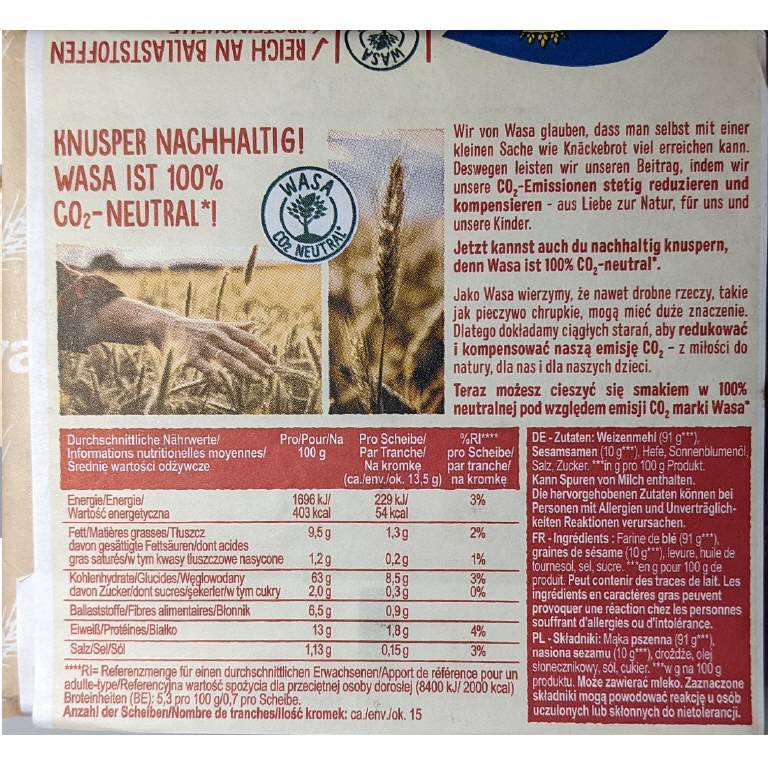 ✓ REICH AN BALLASTSTOFFEN
WASA
KNUSPER NACHHALTIG!
WASA IST 100%
CO₂-NEUTRAL*!
WASA
CO₂ NEUTRAL*
Wir von Wasa glauben, dass man selbst mit einer
kleinen Sache wie Knäckebrot viel erreichen kann.
Deswegen leisten wir unseren Beitrag, indem wir
unsere CO₂-Emissionen stetig reduzieren und
kompensieren - aus Liebe zur Natur, für uns und
unsere Kinder.
Jetzt kannst auch du nachhaltig knuspern,
denn Wasa ist 100% CO₂-neutral*.
Jako Wasa wierzymy, że nawet drobne rzeczy, takie
jak pieczywo chrupkie, mogą mieć duże znaczenie.
Dlatego dokładamy ciągłych starań, aby redukować
i kompensować naszą emisję CO₂ – z miłości do
natury, dla nas i dla naszych dzieci.
Teraz możesz cieszyć się smakiem w 100%
neutralnej pod względem emisji CO₂ marki Wasa*
Durchschnittliche Nährwerte/ Pro/Pour/Na Pro Scheibe/ %RI****
Informations nutritionelles moyennes/ 100 g Par Tranche/ pro Scheibe/
Średnie wartości odżywcze Na kromkę par tranche/
(ca./env./ok. 13,5 g) na kromkę
Energie/Energie/ 1696 kJ/ 229 kJ/ 3%
Wartość energetyczna 403 kcal 54 kcal
Fett/Matières grasses/Tłuszcz 9,5 g 1,3 g 2%
davon gesättigte Fettsäuren/dont acides
gras saturés/w tym kwasy tłuszczowe nasycone 1,2 g 0,2 g 1%
Kohlenhydrate/Glucides/Węglowodany 63 g 8,5 g 3%
davon Zucker/dont sucres/şekerler/w tym cukry 2,0 g 0,3 g 0%
Ballaststoffe/Fibres alimentaires/Błonnik 6,5 g 0,9 g
Eiweiß/Protéines/Białko 13 g 1,8 g 4%
Salz/Sel/Sól 1,13 g 0,15 g 3%
****RI= Referenzmenge für einen durchschnittlichen Erwachsenen/Apport de référence pour un
adulte-type/Referencyjna wartość spożycia dla przeciętnej osoby dorosłej (8400 kJ/ 2000 kcal)
Broteinheiten (BE): 5,3 pro 100 g/0,7 pro Scheibe.
Anzahl der Scheiben/Nombre de tranches/Ilość kromek: ca./env./ok. 15
DE - Zutaten: Weizenmehl (91 g***),
Sesamsamen (10 g***), Hefe, Sonnenblumenöl,
Salz, Zucker. ***in g pro 100 g Produkt.
Kann Spuren von Milch enthalten.
Die hervorgehobenen Zutaten können bei
Personen mit Allergien und Unverträglich-
keiten Reaktionen verursachen.
FR - Ingrédients : Farine de blé (91 g***),
graines de sésame (10 g***), levure, huile de
tournesol, sel, sucre. ***en g pour 100 g de
produit. Peut contenir des traces de lait. Les
ingrédients en caractères gras peuvent
provoquer une réaction chez les personnes
souffrant d'allergies ou d'intolérance.
PL - Składniki: Mąka pszenna (91 g***),
nasiona sezamu (10 g***), drożdże, olej
słonecznikowy, sól, cukier. ***w g na 100 g
produktu. Może zawierać mleko. Zaznaczone
składniki mogą powodować reakcję u osób
uczulonych lub skłonnych do nietolerancji.